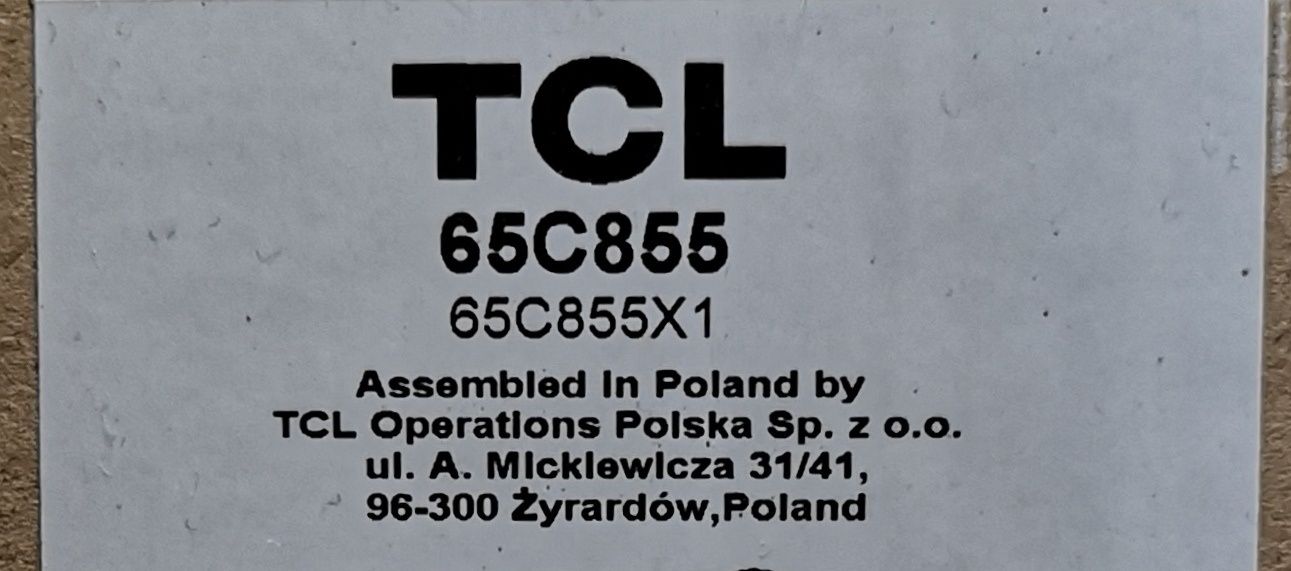 TCL
65C855
65C855X1
Assembled In Poland by
TCL Operations Polska Sp. z o.o.
ul. A. Mickiewicza 31/41,
96-300 Żyrardów,Poland